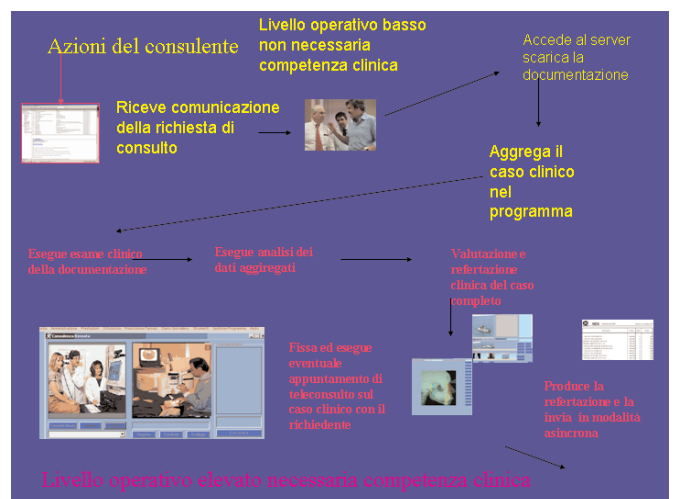 Azioni del consulente
Livello operativo basso
non necessaria
competenza clinica
Accede al server
scarica la
documentazione
Riceve comunicazione
della richiesta di
consulto
Aggrega il
caso clinico
nel
programma
Esegue esame clinico
della documentazione
Esegue analisi dei
dati aggregati
Valutazione e
refertazione
clinica del caso
completo
Fissa ed esegue
eventuale
appuntamento di
teleconsulto sul
caso clinico con il
richiedente
Produce la
refertazione e la
invia in modalità
asincrona
Livello operativo elevato necessaria competenza clinica